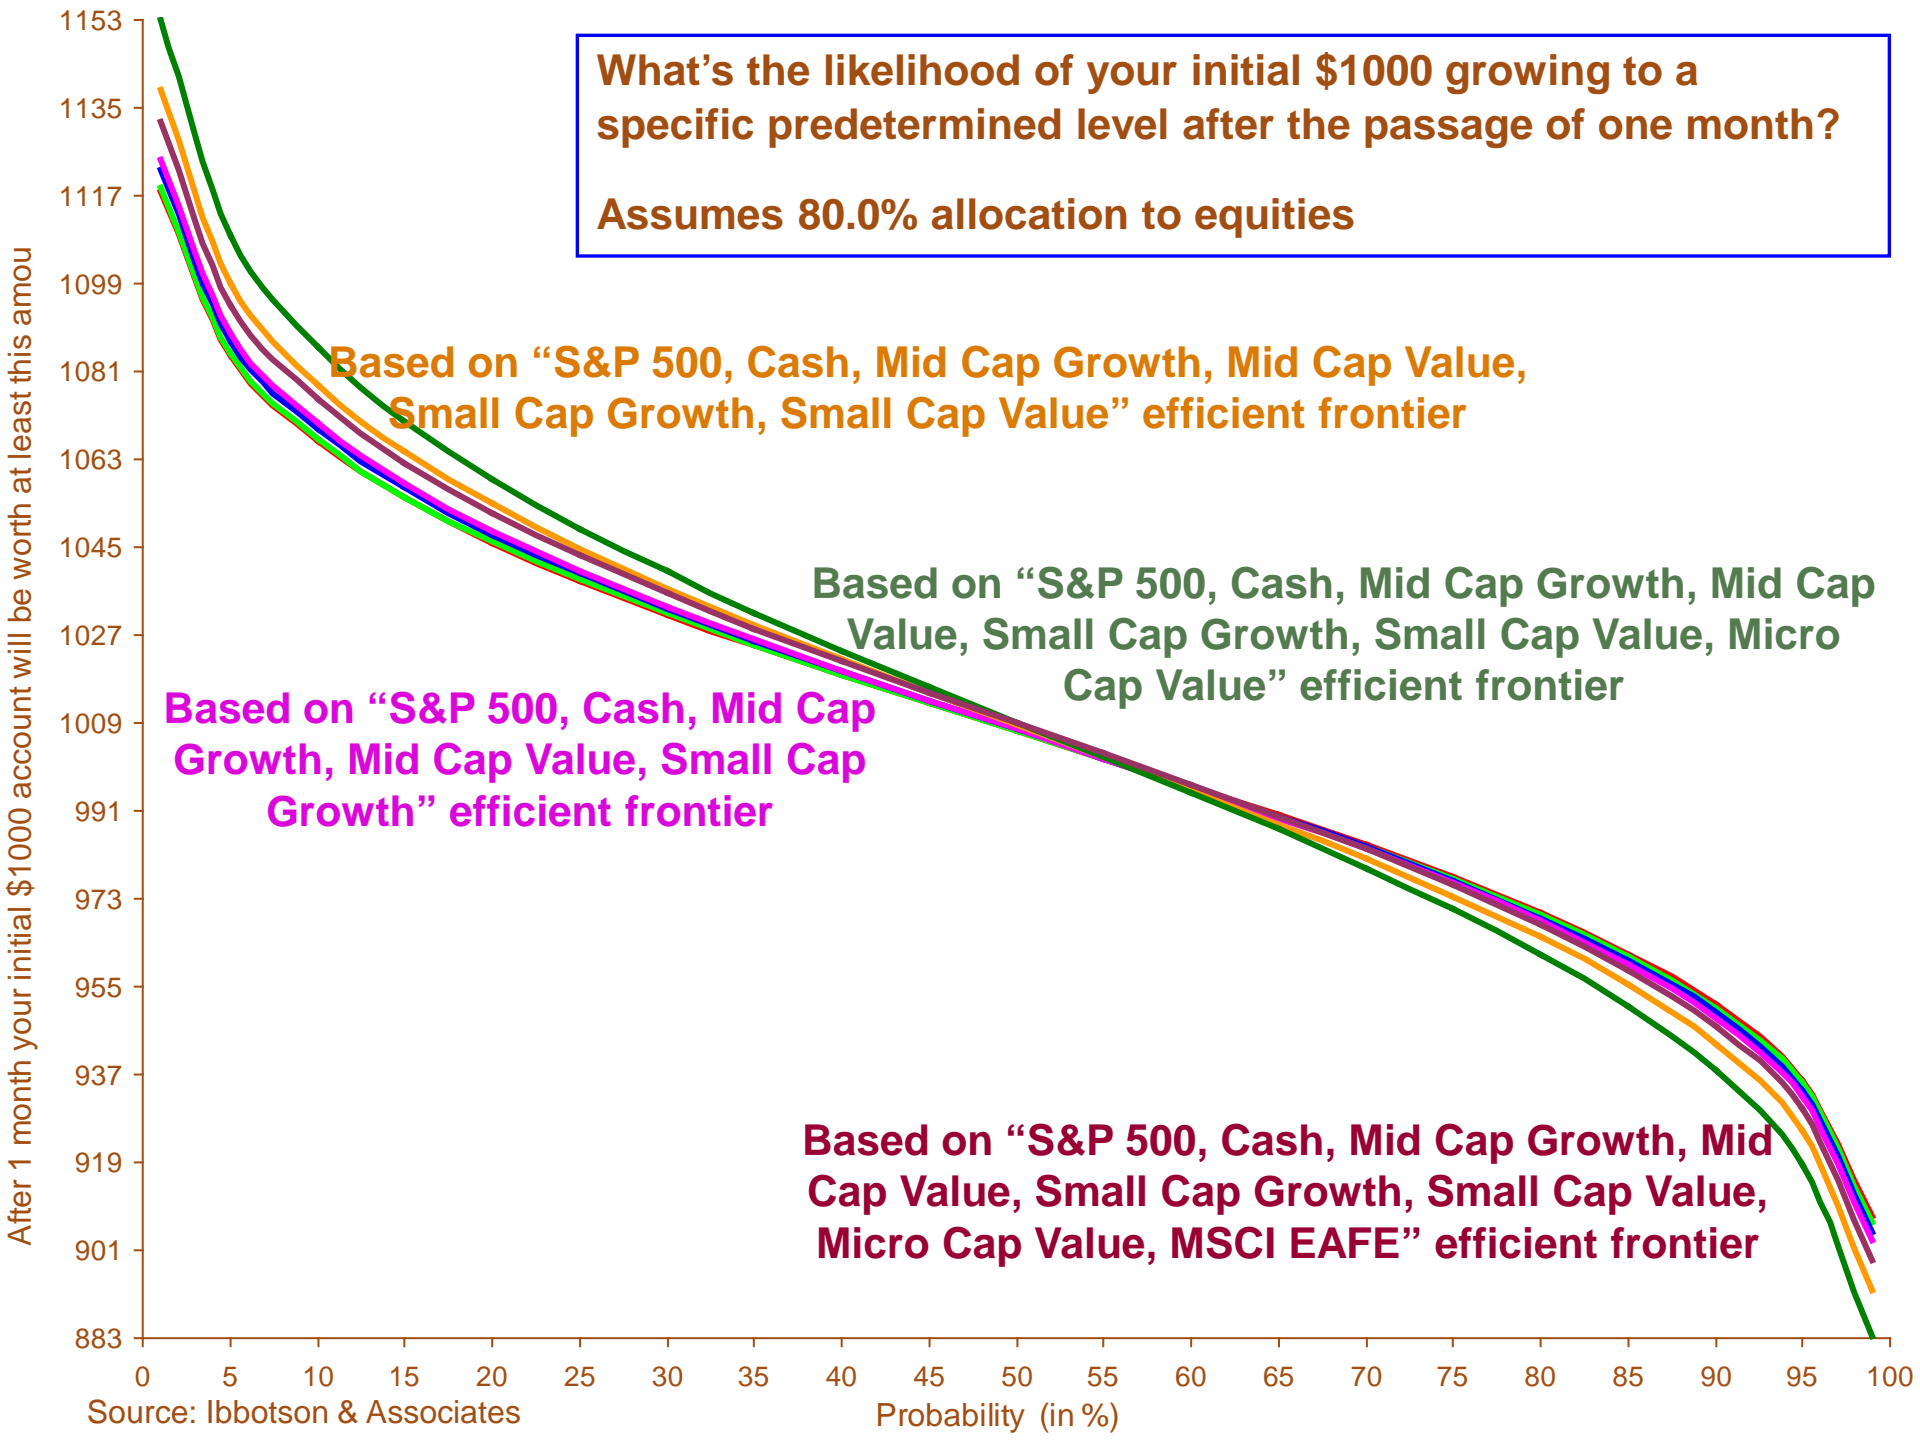 What’s the likelihood of your initial $1000 growing to a
specific predetermined level after the passage of one month?
Assumes 80.0% allocation to equities
After 1 month your initial $1000 account will be worth at least this amou
1153
1135
1117
1099
1081
1063
1045
1027
1009
991
973
955
937
919
901
883
Based on “S&P 500, Cash, Mid Cap Growth, Mid Cap Value,
Small Cap Growth, Small Cap Value” efficient frontier
Based on “S&P 500, Cash, Mid Cap Growth, Mid Cap
Value, Small Cap Growth, Small Cap Value, Micro
Cap Value” efficient frontier
Based on “S&P 500, Cash, Mid Cap
Growth, Mid Cap Value, Small Cap
Growth” efficient frontier
Based on “S&P 500, Cash, Mid Cap Growth, Mid
Cap Value, Small Cap Growth, Small Cap Value,
Micro Cap Value, MSCI EAFE” efficient frontier
0 5 10 15 20 25 30 35 40 45 50 55 60 65 70 75 80 85 90 95 100
Source: Ibbotson & Associates
Probability (in %)